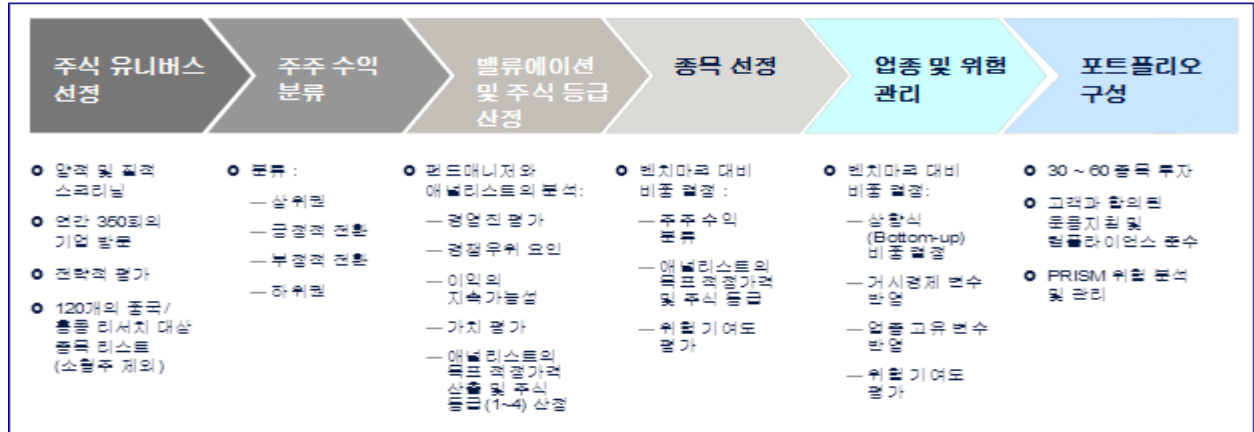 주식 유니버스
선정
주주 수익
분류
밸류에이션
및 주식 등급
산정
종목 선정
업종 및 위험
관리
포트폴리오
구성
양적 및 질적
스크리닝
연간 350회의
기업 방문
전략적 평가
120개의 중국/
홍콩 리서치 대상
종목 리스트
(소형주 제외)
분류 :
— 상위권
— 긍정적 전환
— 부정적 전환
— 하위권
펀드매니저와
애널리스트의 분석:
— 경영진 평가
— 경쟁우위 요인
— 이익의
지속가능성
— 가치 평가
— 애널리스트의
목표 적정가격
산출 및 주식
등급(1~4) 산정
벤치마크 대비
비중 결정 :
— 주주 수익
분류
— 애널리스트의
목표 적정가격
및 주식 등급
— 위험 기여도
평가
벤치마크 대비
비중 결정:
— 상향식
(Bottom-up)
비중 결정
— 거시경제 변수
반영
— 업종 고유 변수
반영
— 위험 기여도
평가
30 ~ 60 종목 투자
고객과 합의된
운용지침 및
컴플라이언스 준수
PRISM 위험 분석
및 관리